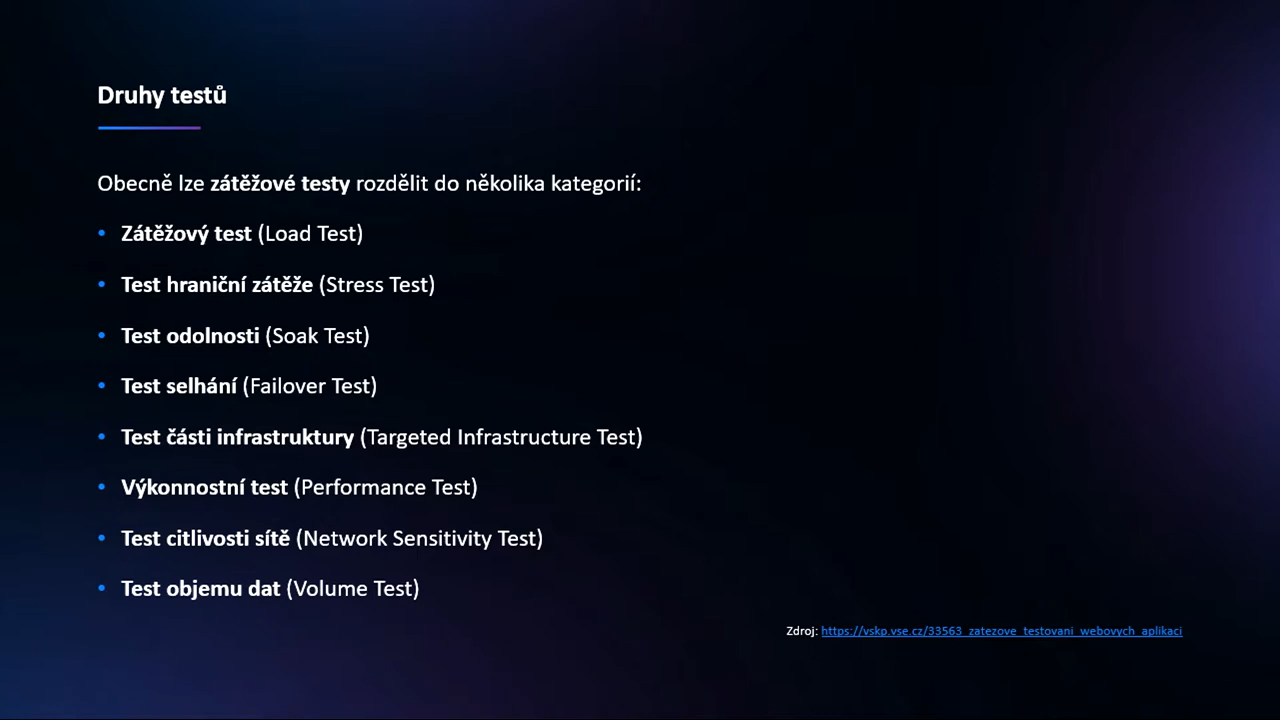 Druhy testů
Obecně lze zátěžové testy rozdělit do několika kategorií:
• Zátěžový test (Load Test)
• Test hraniční zátěže (Stress Test)
• Test odolnosti (Soak Test)
• Test selhání (Failover Test)
• Test části infrastruktury (Targeted Infrastructure Test)
• Výkonnostní test (Performance Test)
• Test citlivosti sítě (Network Sensitivity Test)
• Test objemu dat (Volume Test)
Zdroj: https://vskp.vse.cz/33563_zatezove_testovani_webovych_aplikaci